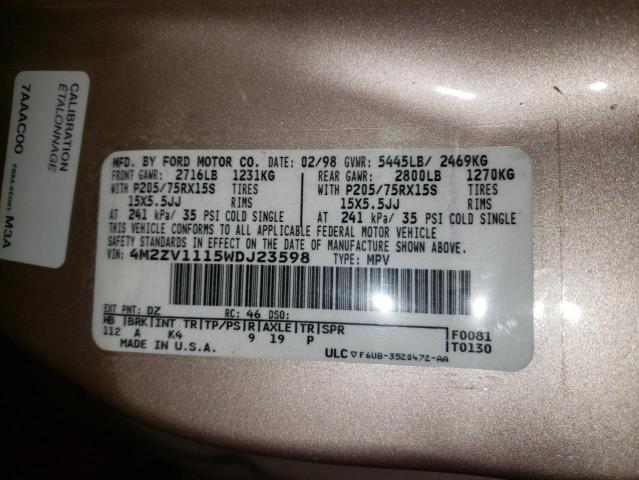 CALIBRATION
ÉTALONNAGE
7AAAC00 M3A
MFD. BY FORD MOTOR CO. DATE: 02/98 GVWR: 5445LB/ 2469KG
FRONT GAWR: 2716LB 1231KG REAR GAWR: 2800LB 1270KG
WITH P205/75RX15S TIRES WITH P205/75RX15S TIRES
15X5.5JJ RIMS 15X5.5JJ RIMS
AT 241 kPa/ 35 PSI COLD SINGLE AT 241 kPa/ 35 PSI COLD SINGLE
THIS VEHICLE CONFORMS TO ALL APPLICABLE FEDERAL MOTOR VEHICLE
SAFETY STANDARDS IN EFFECT ON THE DATE OF MANUFACTURE SHOWN ABOVE.
VIN: 4M2ZV1115WDJ23598 TYPE: MPV
EXT PNT: DZ RC: 46 DSO:
WB |BRK|INT TR|TP/PS|R|AXLE|TR|SPR F0081
112 A K4 9 19 P T0130
MADE IN U.S.A. ULC ▽ F6UB-3520472-AA